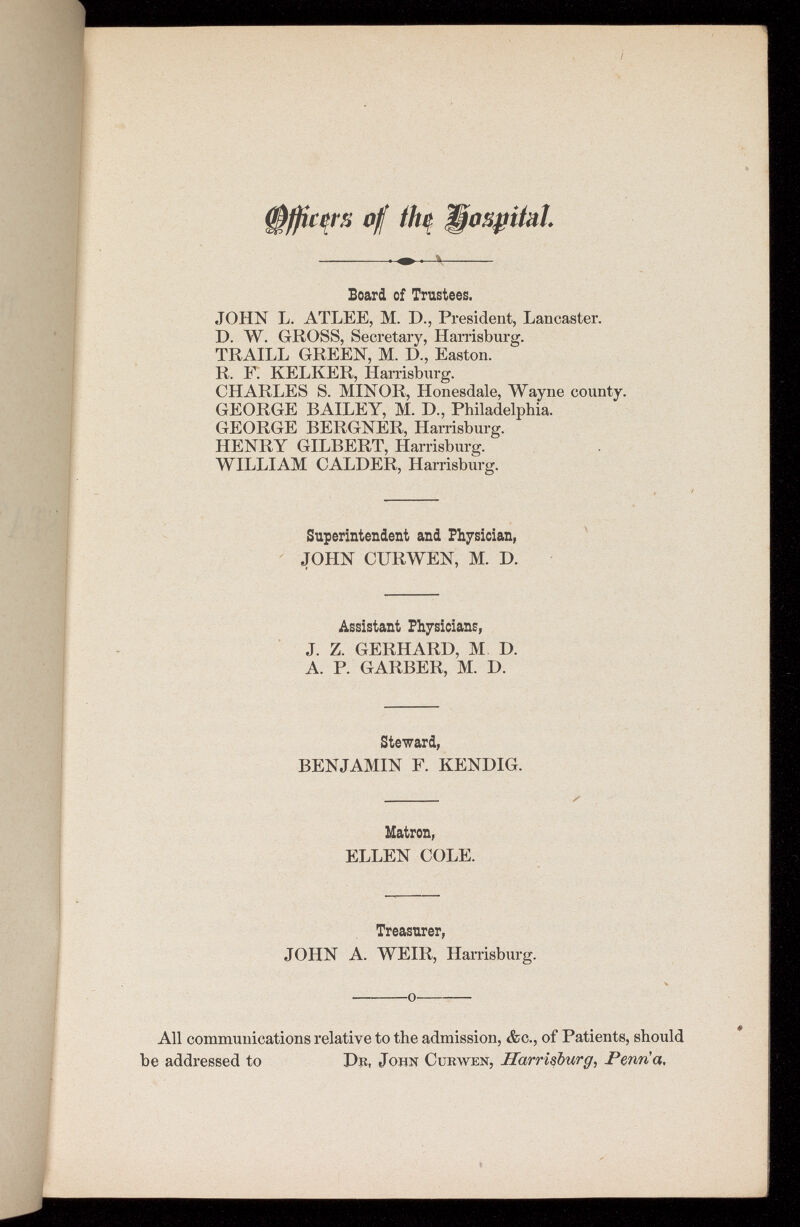 Officers of the Hospital.
Board of Trustees.
JOHN L. ATLEE, M. D., President, Lancaster.
D. W. GROSS, Secretary, Harrisburg.
TRAILL GREEN, M. D., Easton.
R. F. KELKER, Harrisburg.
CHARLES S. MINOR, Honesdale, Wayne county.
GEORGE BAILEY, M. D., Philadelphia.
GEORGE BERGNER, Harrisburg.
HENRY GILBERT, Harrisburg.
WILLIAM CALDER, Harrisburg.
Superintendent and Physician,
JOHN CURWEN, M. D.
Assistant Physicians,
J. Z. GERHARD, M. D.
A. P. GARBER, M. D.
Steward,
BENJAMIN F. KENDIG.
Matron,
ELLEN COLE.
Treasurer,
JOHN A. WEIR, Harrisburg.
All communications relative to the admission, &c., of Patients, should
be addressed to DR, JOHN CURWEN, Harrisburg, Penn'a,